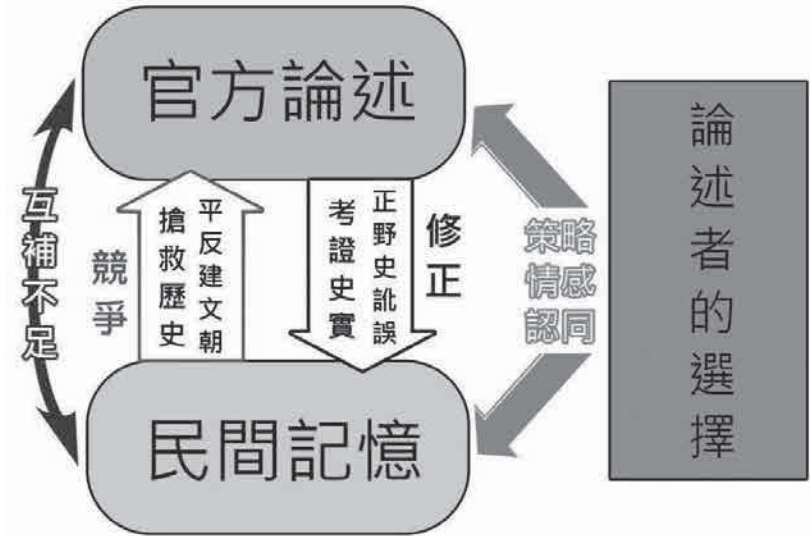 官方論述
互補不足
競爭
平反建文朝
搶救歷史
正野史訛誤
考證史實
修正
策略
情感
認同
論述者的選擇
民間記憶